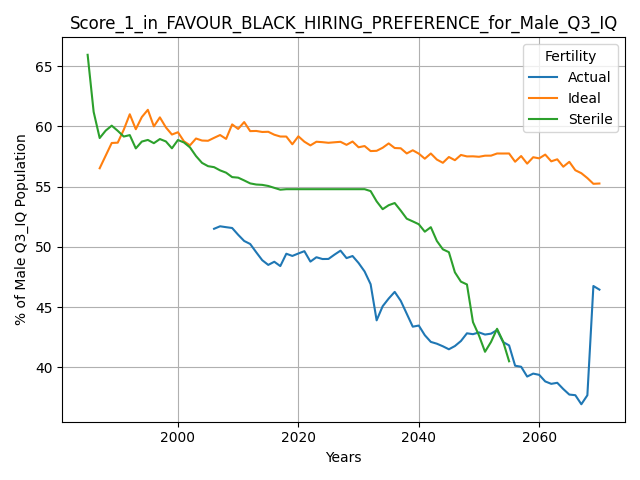 Score_1_in_FAVOUR_BLACK_HIRING_PREFERENCE_for_Male_Q3_IQ
Fertility
Actual
Ideal
Sterile
% of Male Q3_IQ Population
65
60
55
50
45
40
2000
2020
2040
2060
Years